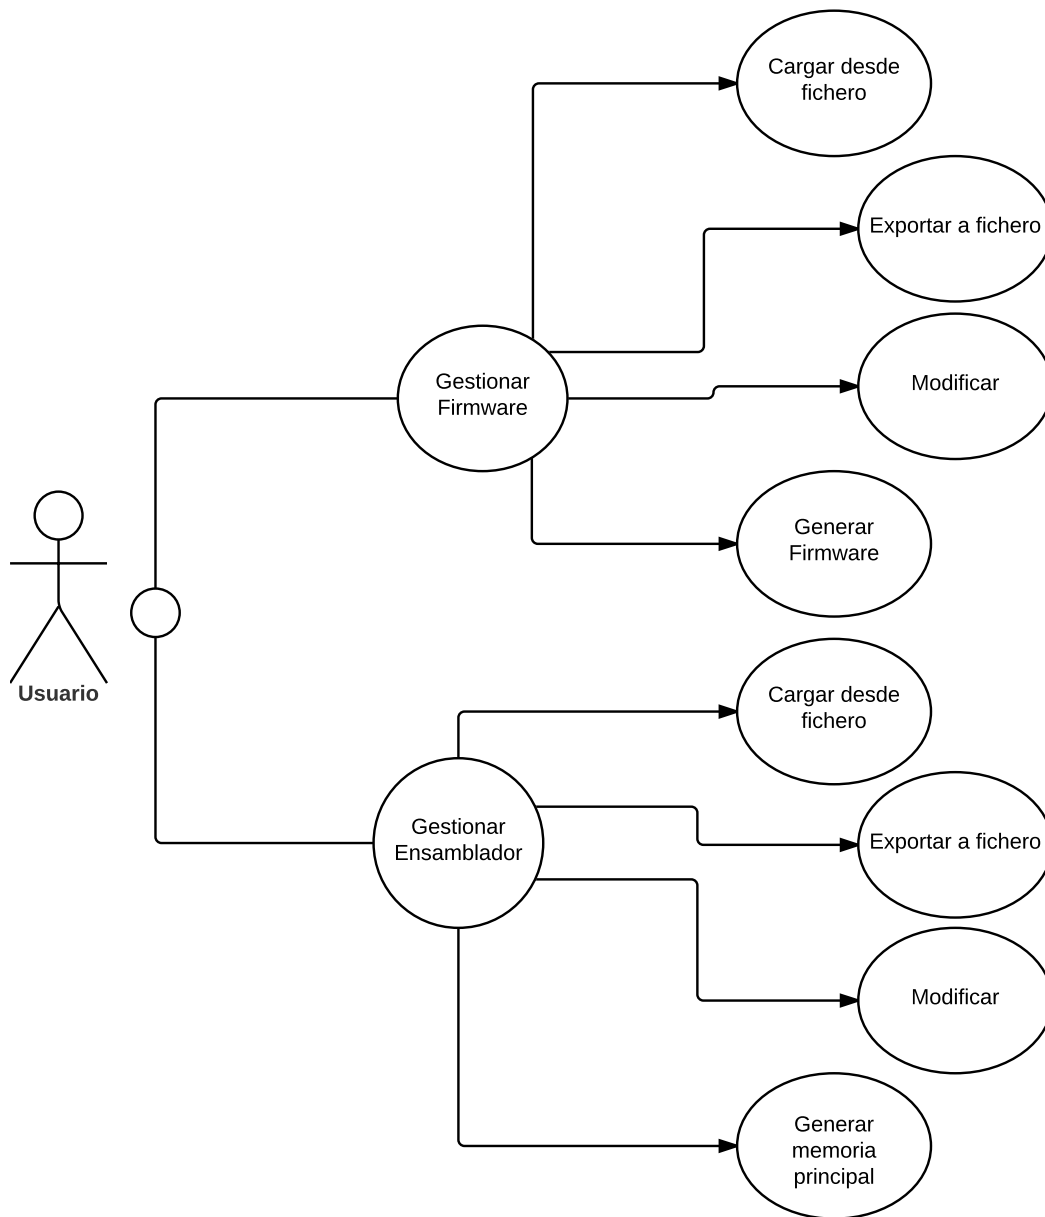 Cargar desde
fichero
Exportar a fichero
Gestionar
Firmware
Modificar
Generar
Firmware
Usuario
Cargar desde
fichero
Gestionar
Ensamblador
Exportar a fichero
Modificar
Generar
memoria
principal